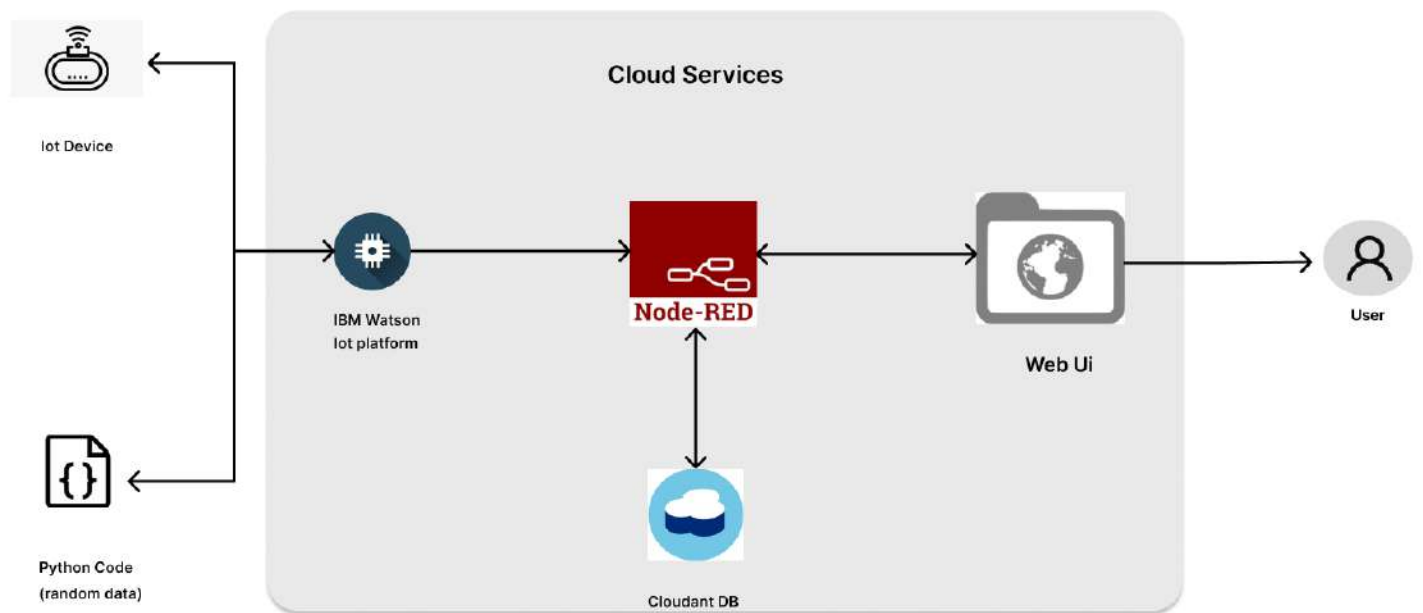 Cloud Services
Iot Device
IBM Watson
Iot platform
Node-RED
Web Ui
User
Python Code
(random data)
Cloudant DB